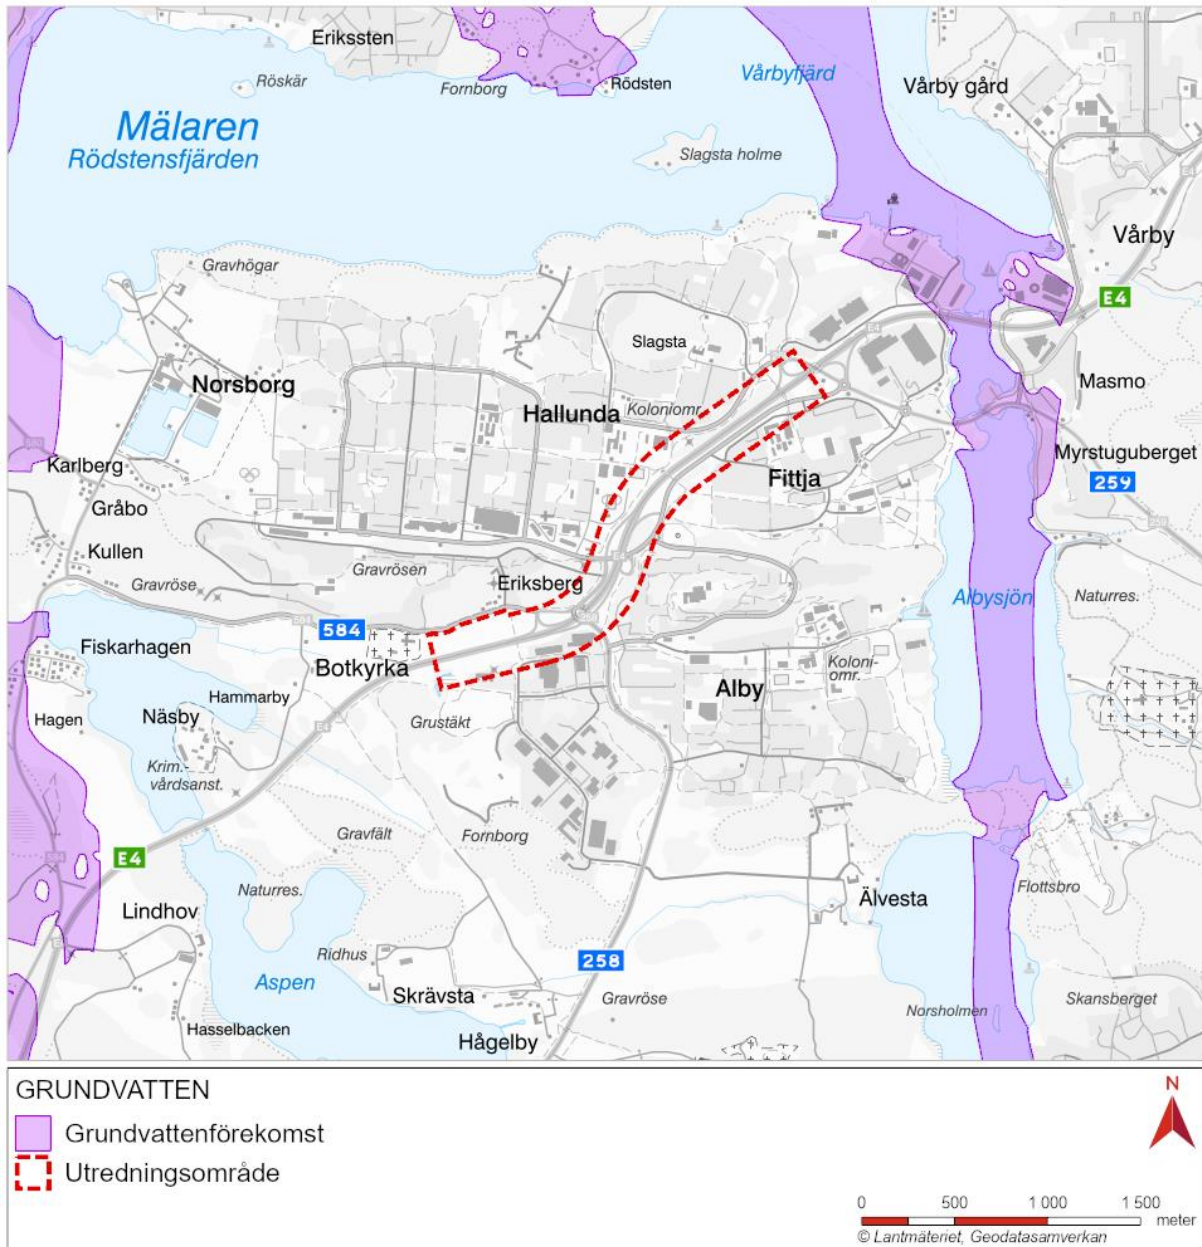 Erikssten
Röskär
Fornborg
Rödsten
Vårbyfjärd
Vårby gård
Mälaren
Rödstensfjärden
Slagsta holme
Vårby
E4
E4
Gravhögar
Slagsta
E4
Norsborg
Hallunda
Koloniomr.
Masmo
Karlberg
Fittja
Myrstuguberget
259
Gråbo
Kullen
Gravröse
Gravrösen
Eriksberg
Albysjön
Naturres.
584
Fiskarhagen
Botkyrka
Koloni-
omr.
Hammarby
Alby
Hagen
Näsby
Grustäkt
E4
Krim.-
vårdsanst.
Gravfält
Fornborg
E4
Naturres.
Älvesta
Flottsbro
Lindhov
Ridhus
258
Aspen
Skrävsta
Gravröse
Norsholmen
Skansberget
Hasselbacken
Hågelby
GRUNDVATTEN
Grundvattenförekomst
Utredningsområde
N
0 500 1 000 1 500
meter
© Lantmäteriet, Geodatasamverkan